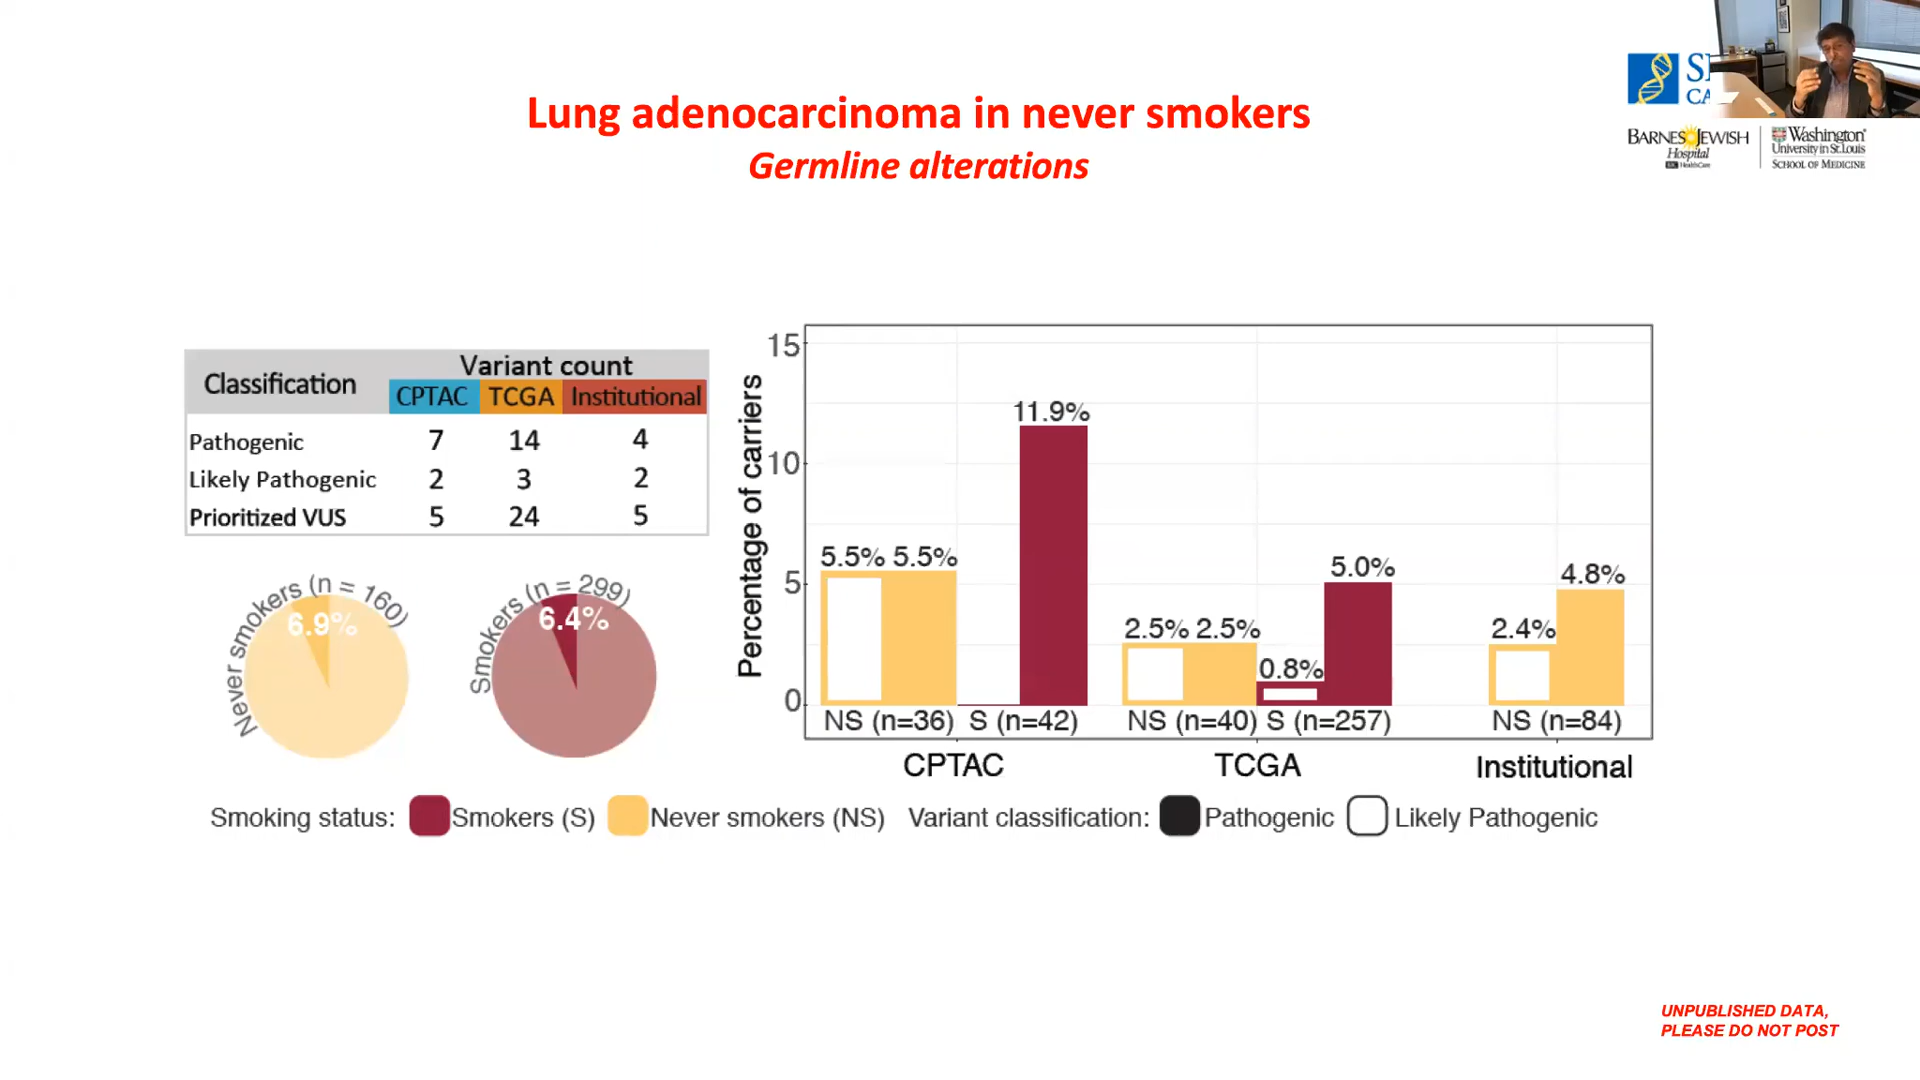 Lung adenocarcinoma in never smokers
Germline alterations
BARNES JEWISH
Hospital
BJC HealthCare
Washington
University in St. Louis
SCHOOL OF MEDICINE
Classification
Variant count
CPTAC TCGA Institutional
Pathogenic 7 14 4
Likely Pathogenic 2 3 2
Prioritized VUS 5 24 5
Never smokers (n = 160)
6.9%
Smokers (n = 299)
6.4%
Percentage of carriers
15
10
5
0
5.5% 5.5%
11.9%
2.5% 2.5%
0.8%
5.0%
2.4%
4.8%
NS (n=36) S (n=42) NS (n=40) S (n=257) NS (n=84)
CPTAC TCGA Institutional
Smoking status: Smokers (S) Never smokers (NS) Variant classification: Pathogenic Likely Pathogenic
UNPUBLISHED DATA,
PLEASE DO NOT POST